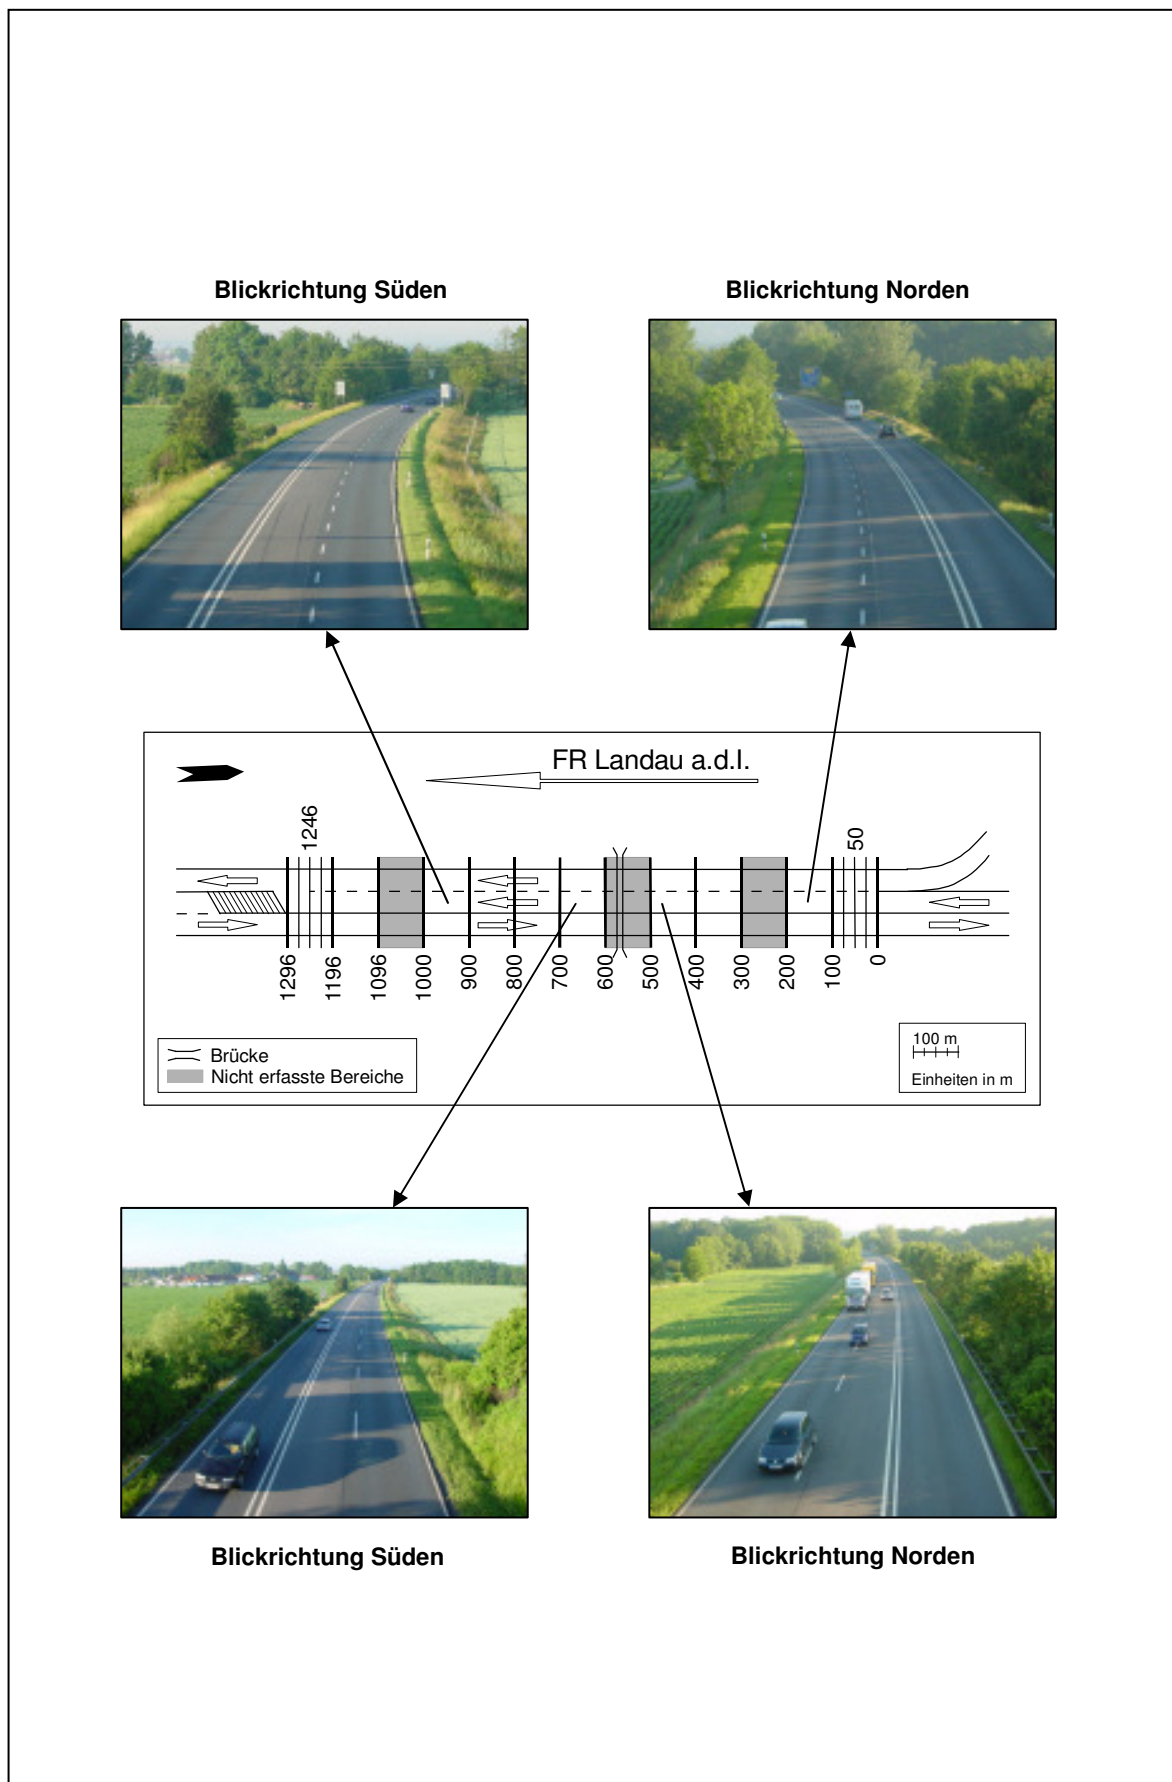 Blickrichtung Süden
Blickrichtung Norden
FR Landau a.d.I.
1246
50
1296
1196
1096
1000
900
800
700
600
500
400
300
200
100
0
Brücke
Nicht erfasste Bereiche
100 m
Einheiten in m
Blickrichtung Süden
Blickrichtung Norden